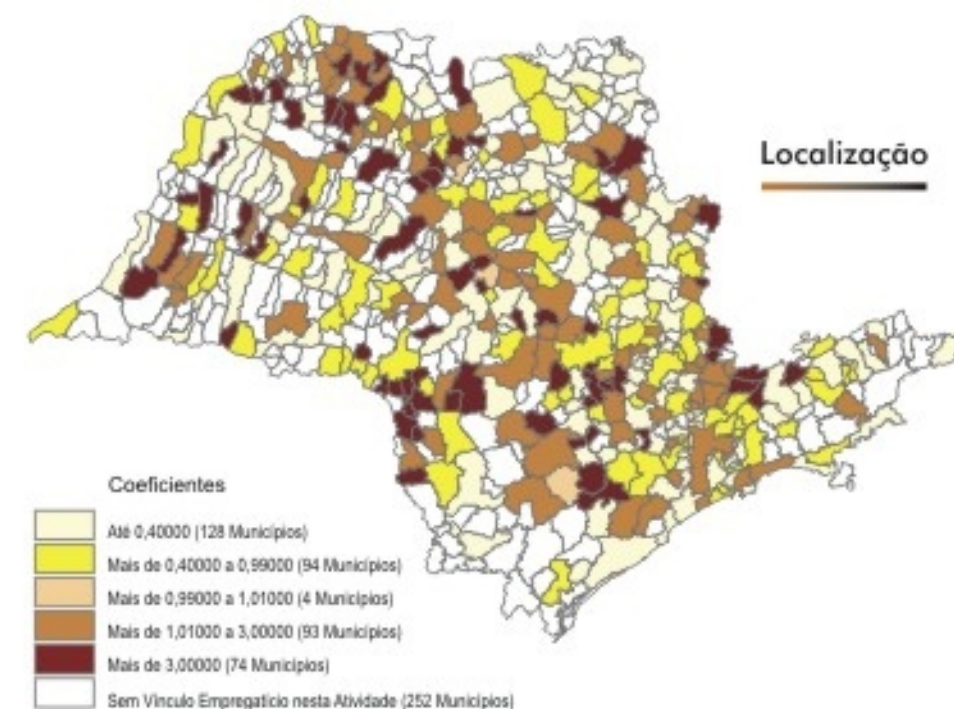 Localização
Coeficientes
Até 0,40000 (128 Municípios)
Mais de 0,40000 a 0,99000 (94 Municípios)
Mais de 0,99000 a 1,01000 (4 Municípios)
Mais de 1,01000 a 3,00000 (93 Municípios)
Mais de 3,00000 (74 Municípios)
Sem Vínculo Empregatício nesta Atividade (252 Municípios)